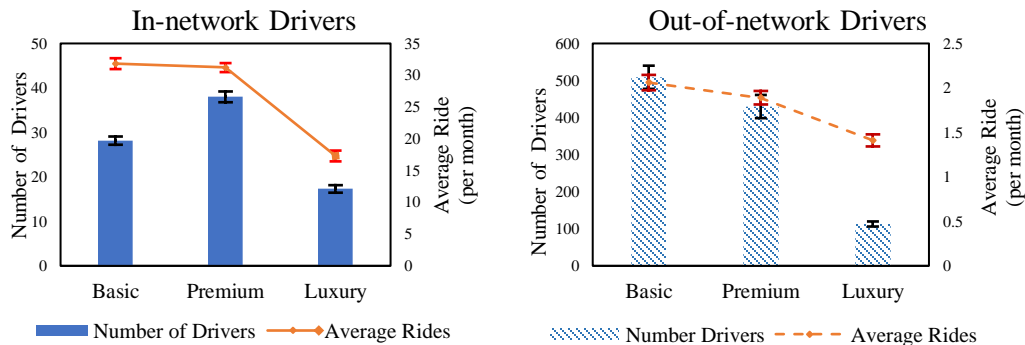 In-network Drivers
50
40
30
20
10
0
Number of Drivers
35
30
25
20
15
10
5
0
Average Ride
(per month)
Basic Premium Luxury
Number of Drivers Average Rides
Out-of-network Drivers
600
500
400
300
200
100
0
Number of Drivers
2.5
2
1.5
1
0.5
0
Average Ride
(per month)
Basic Premium Luxury
Number Drivers Average Rides